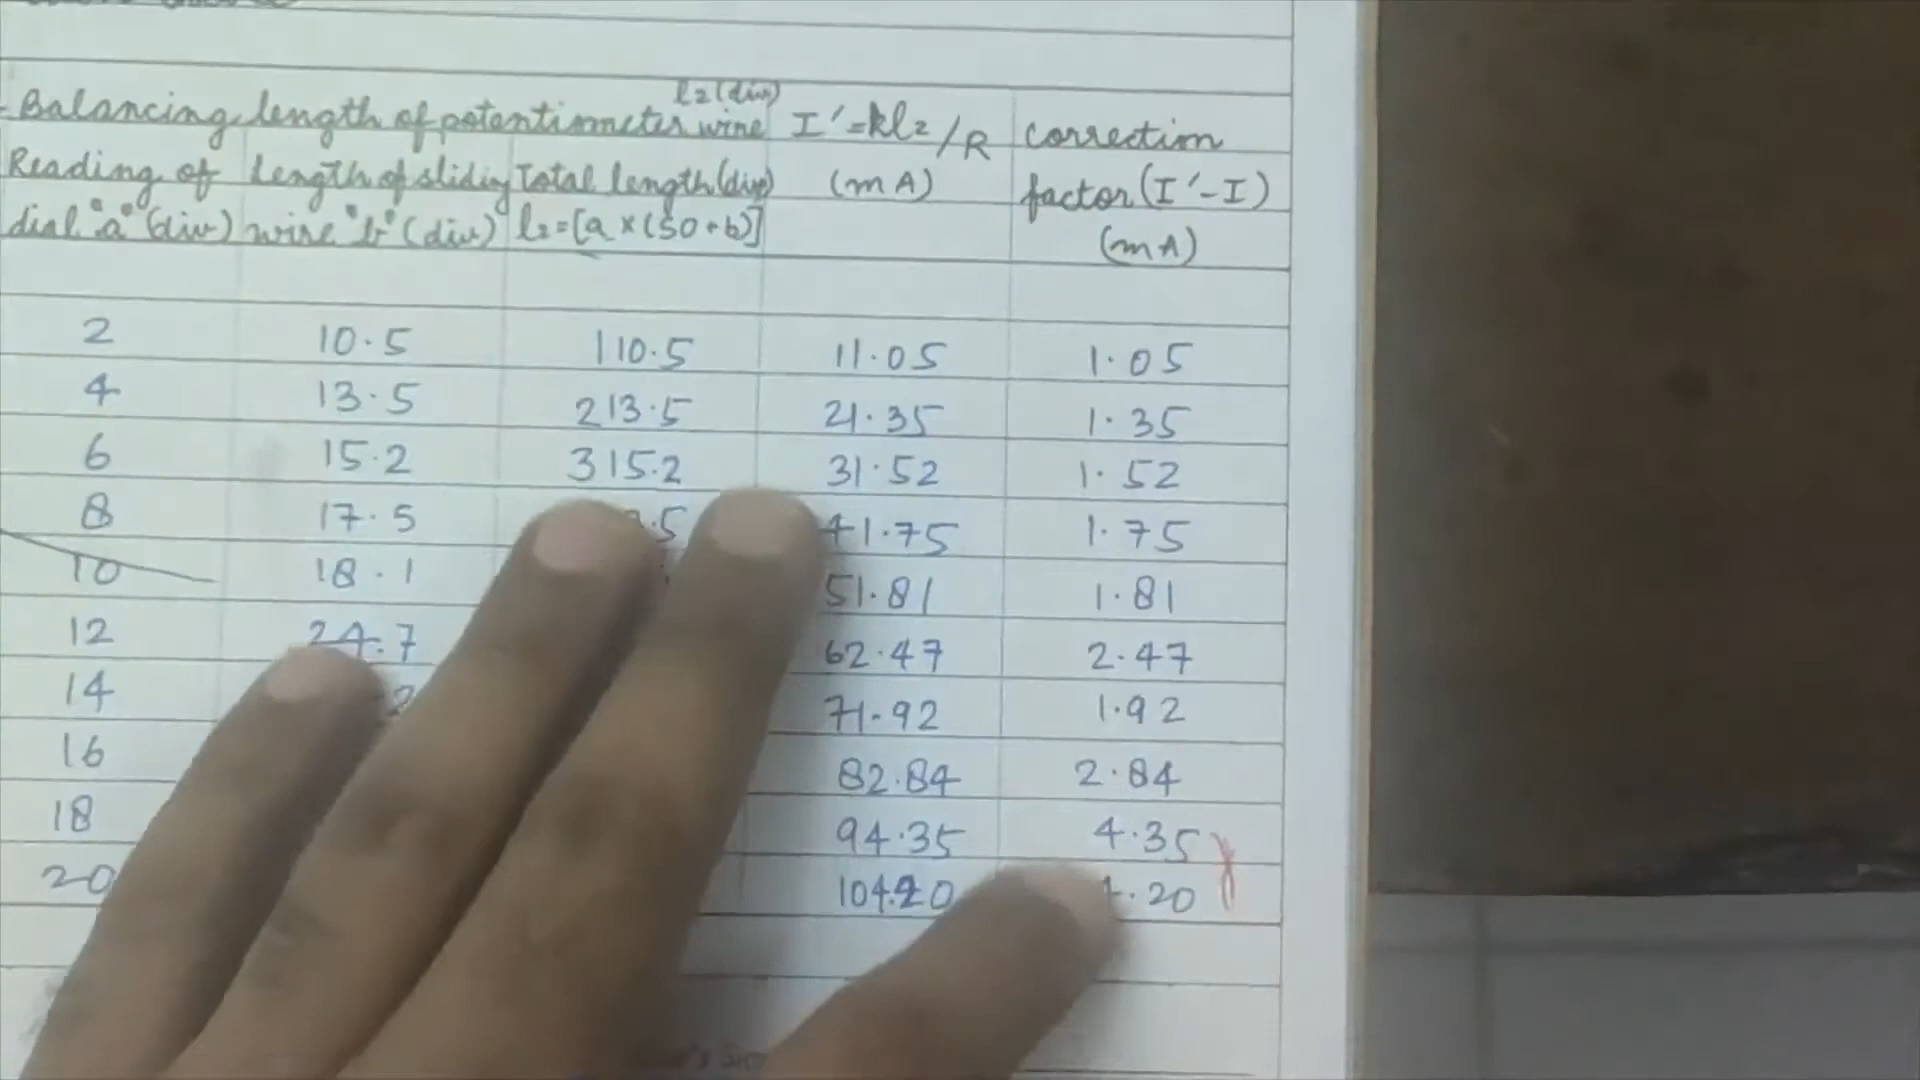 l2(div)
Balancing length of potentiometer wire I'=kl2/R correction
Reading of length of sliding Total length(div) (mA) factor(I'-I)
dial "a" (div) wire "b" (div) l2=[a×(50+b)] (mA)
2 10.5 110.5 11.05 1.05
4 13.5 213.5 21.35 1.35
6 15.2 315.2 31.52 1.52
8 17.5 .5 41.75 1.75
10 18.1 51.81 1.81
12 24.7 62.47 2.47
14 2 71.92 1.92
16 82.84 2.84
18 94.35 4.35
20 104.20 4.20